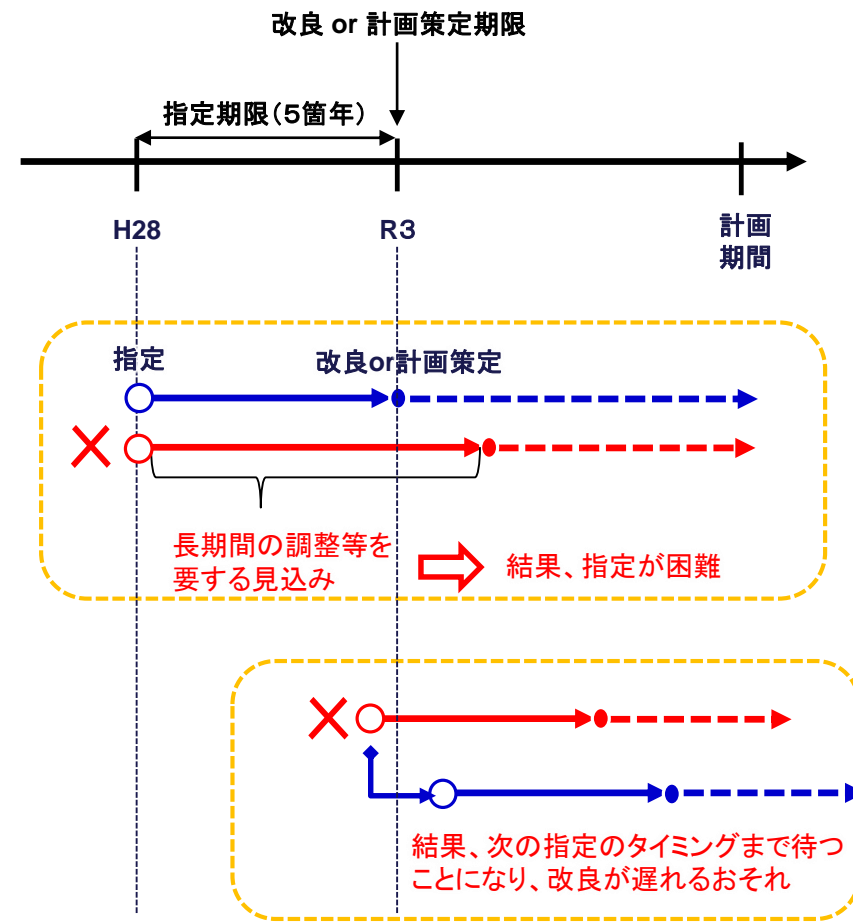 改良 or 計画策定期限
指定期限（５箇年）
H28
R３
計画
期間
指定
改良or計画策定
長期間の調整等を
要する見込み
結果、指定が困難
結果、次の指定のタイミングまで待つ
ことになり、改良が遅れるおそれ